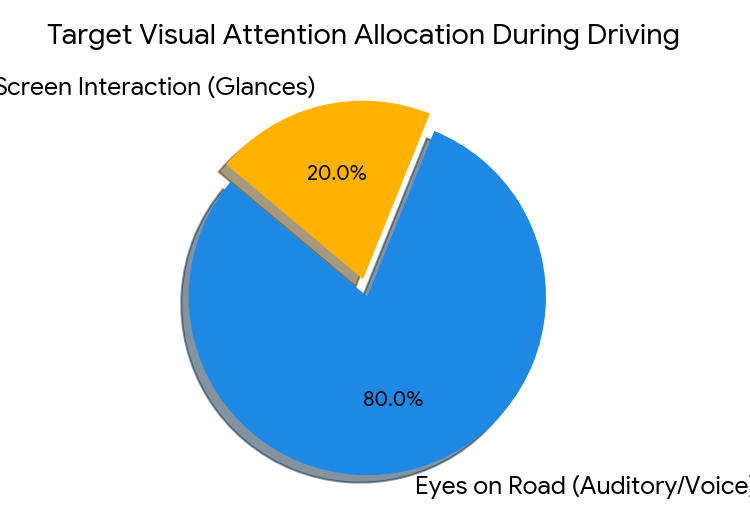 Target Visual Attention Allocation During Driving
Screen Interaction (Glances)
20.0%
80.0%
Eyes on Road (Auditory/Voice)